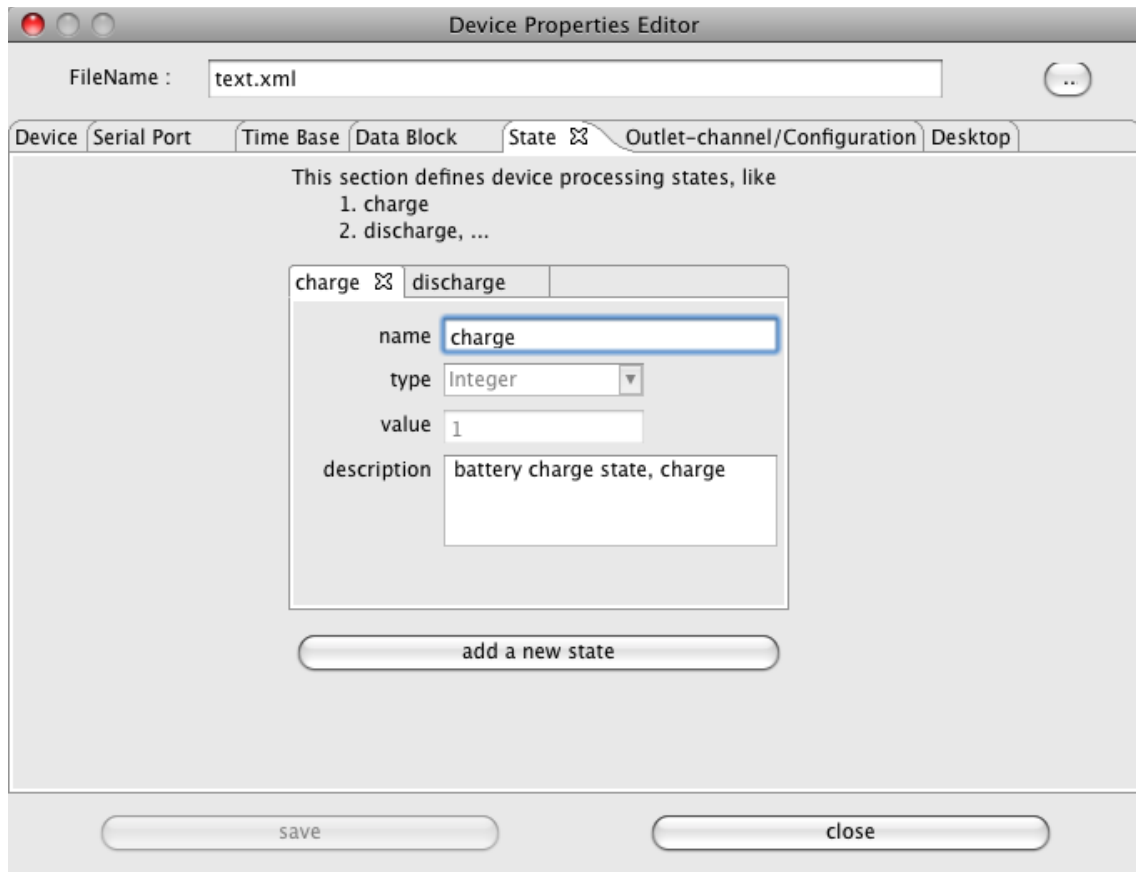 Device Properties Editor
FileName : text.xml ..
Device Serial Port Time Base Data Block State Outlet-channel/Configuration Desktop
This section defines device processing states, like
1. charge
2. discharge, ...
charge discharge
name charge
type Integer
value 1
description battery charge state, charge
add a new state
save close